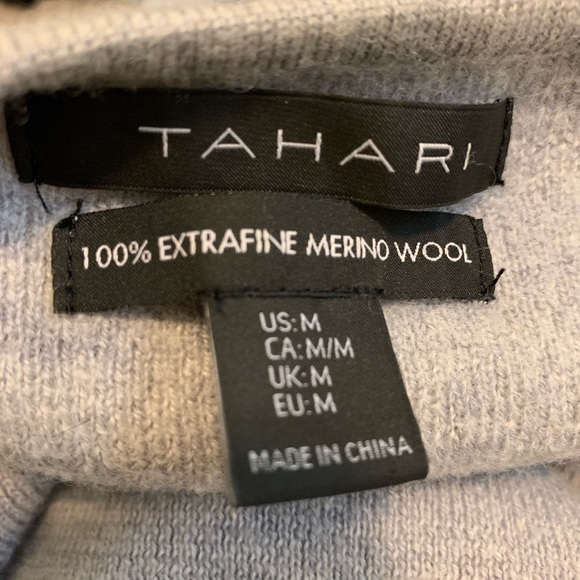 TAHARI
100% EXTRAFINE MERINO WOOL
US: M
CA: M/M
UK: M
EU: M
MADE IN CHINA